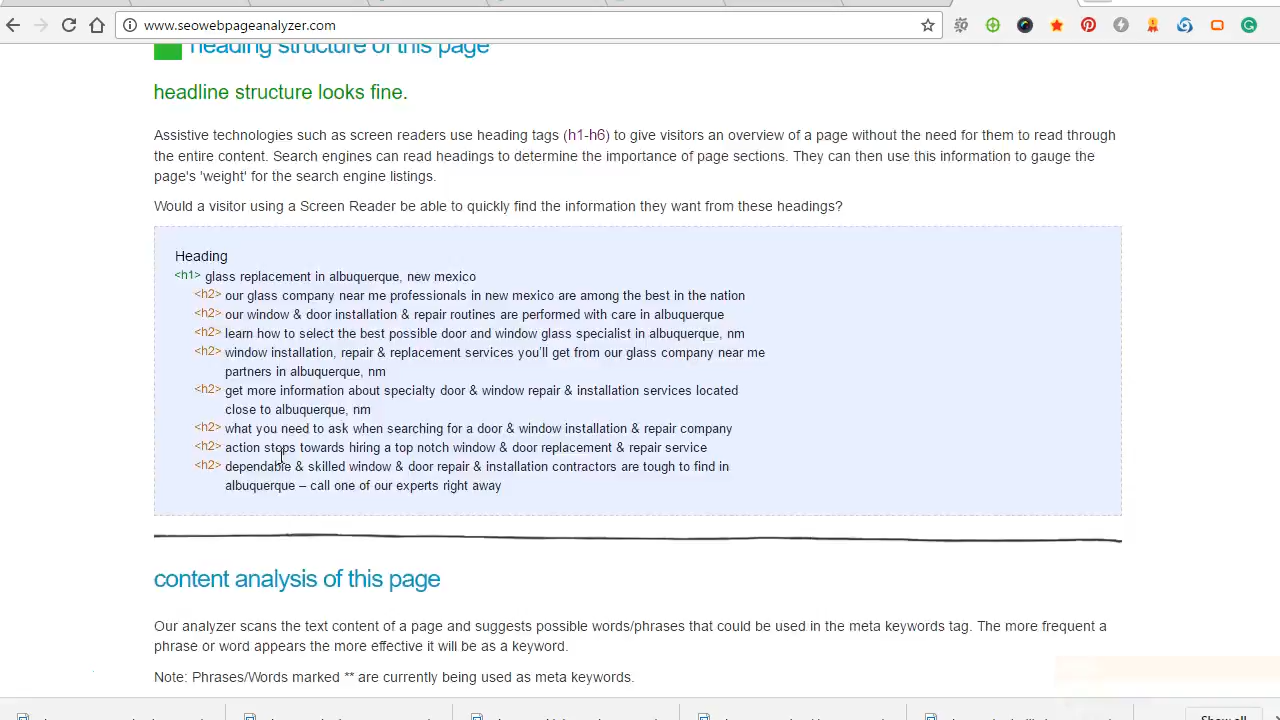 www.seowebpageanalyzer.com
heading structure of this page
headline structure looks fine.
Assistive technologies such as screen readers use heading tags (h1-h6) to give visitors an overview of a page without the need for them to read through
the entire content. Search engines can read headings to determine the importance of page sections. They can then use this information to gauge the
page's 'weight' for the search engine listings.
Would a visitor using a Screen Reader be able to quickly find the information they want from these headings?
Heading
<h1> glass replacement in albuquerque, new mexico
<h2> our glass company near me professionals in new mexico are among the best in the nation
<h2> our window & door installation & repair routines are performed with care in albuquerque
<h2> learn how to select the best possible door and window glass specialist in albuquerque, nm
<h2> window installation, repair & replacement services you'll get from our glass company near me
partners in albuquerque, nm
<h2> get more information about specialty door & window repair & installation services located
close to albuquerque, nm
<h2> what you need to ask when searching for a door & window installation & repair company
<h2> action steps towards hiring a top notch window & door replacement & repair service
<h2> dependable & skilled window & door repair & installation contractors are tough to find in
albuquerque – call one of our experts right away
content analysis of this page
Our analyzer scans the text content of a page and suggests possible words/phrases that could be used in the meta keywords tag. The more frequent a
phrase or word appears the more effective it will be as a keyword.
Note: Phrases/Words marked ** are currently being used as meta keywords.
Show all